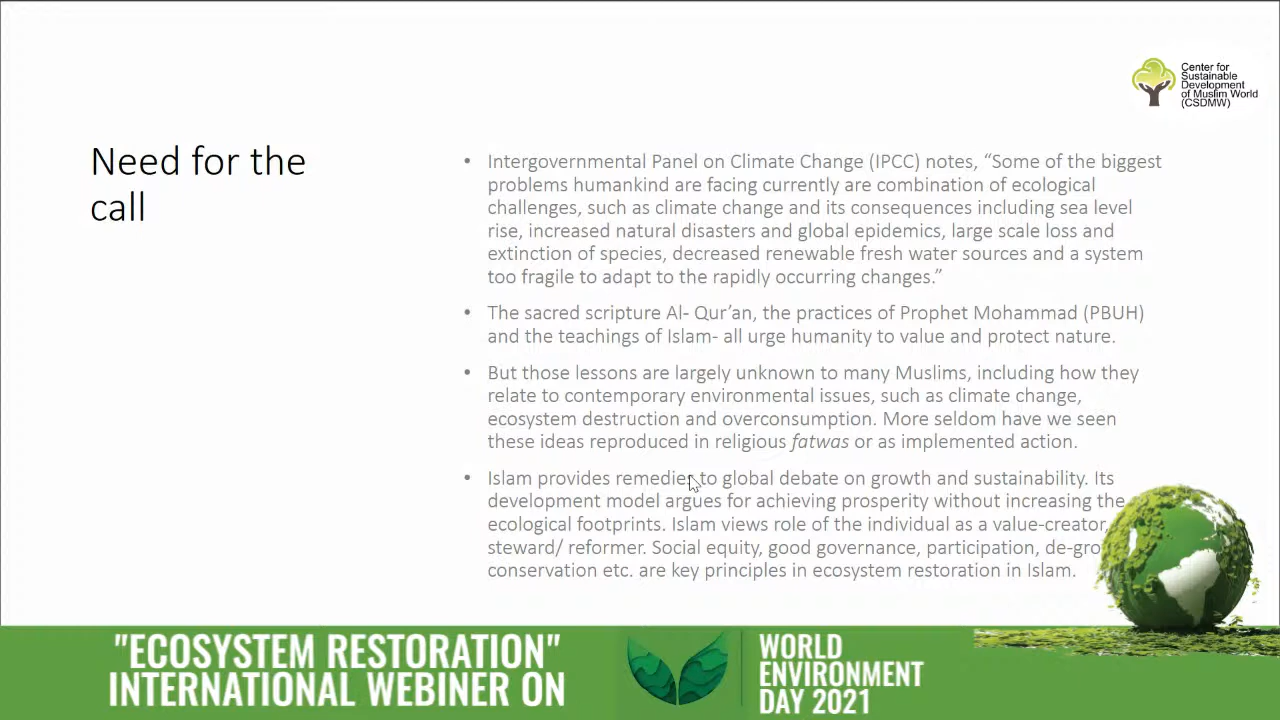 Center for
Sustainable
Development
of Muslim World
(CSDMW)
Need for the
call
• Intergovernmental Panel on Climate Change (IPCC) notes, “Some of the biggest
problems humankind are facing currently are combination of ecological
challenges, such as climate change and its consequences including sea level
rise, increased natural disasters and global epidemics, large scale loss and
extinction of species, decreased renewable fresh water sources and a system
too fragile to adapt to the rapidly occurring changes.”
• The sacred scripture Al- Qur’an, the practices of Prophet Mohammad (PBUH)
and the teachings of Islam- all urge humanity to value and protect nature.
• But those lessons are largely unknown to many Muslims, including how they
relate to contemporary environmental issues, such as climate change,
ecosystem destruction and overconsumption. More seldom have we seen
these ideas reproduced in religious fatwas or as implemented action.
• Islam provides remedies to global debate on growth and sustainability. Its
development model argues for achieving prosperity without increasing the
ecological footprints. Islam views role of the individual as a value-creator,
steward/ reformer. Social equity, good governance, participation,
conservation etc. are key principles in ecosystem restoration in Islam.
"ECOSYSTEM RESTORATION"
INTERNATIONAL WEBINER ON
WORLD
ENVIRONMENT
DAY 2021